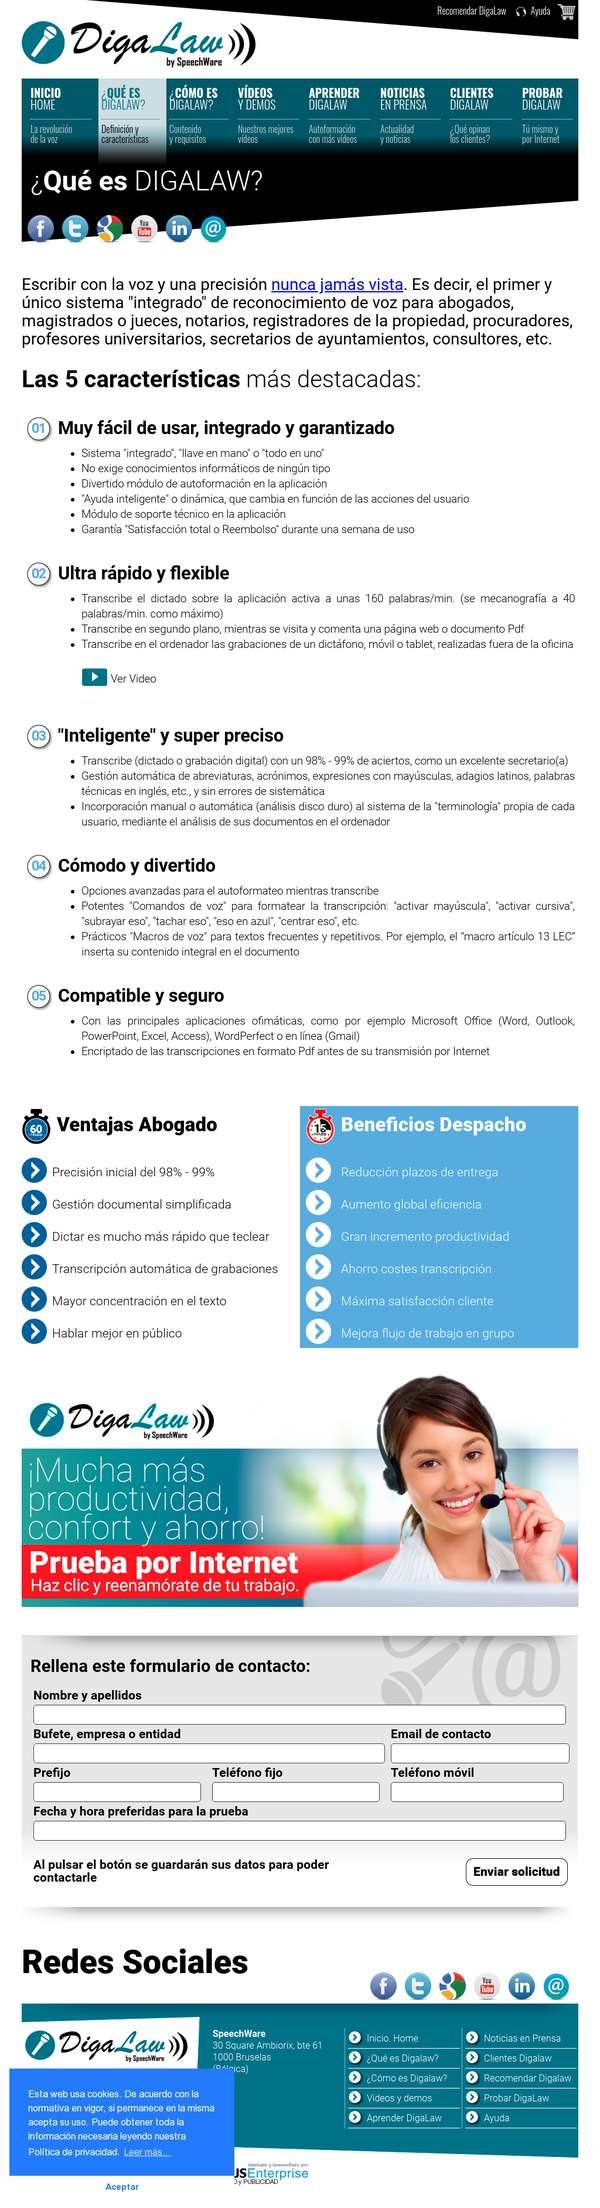 Recomendar DigaLaw Ayuda
DigaLaw
by SpeechWare
INICIO
HOME
La revolución
de la voz
¿QUÉ ES
DIGALAW?
Definición y
características
¿CÓMO ES
DIGALAW?
Contenido
y requisitos
VÍDEOS
Y DEMOS
Nuestros mejores
vídeos
APRENDER
DIGALAW
Autoformación
con más vídeos
NOTICIAS
EN PRENSA
Actualidad
y noticias
CLIENTES
DIGALAW
¿Qué opinan
los clientes?
PROBAR
DIGALAW
Tú mismo y
por Internet
¿Qué es DIGALAW?
You
Tube
Escribir con la voz y una precisión nunca jamás vista. Es decir, el primer y
único sistema "integrado" de reconocimiento de voz para abogados,
magistrados o jueces, notarios, registradores de la propiedad, procuradores,
profesores universitarios, secretarios de ayuntamientos, consultores, etc.
Las 5 características más destacadas:
01 Muy fácil de usar, integrado y garantizado
Sistema "integrado", "llave en mano" o "todo en uno"
No exige conocimientos informáticos de ningún tipo
Divertido módulo de autoformación en la aplicación
"Ayuda inteligente" o dinámica, que cambia en función de las acciones del usuario
Módulo de soporte técnico en la aplicación
Garantía "Satisfacción total o Reembolso" durante una semana de uso
02 Ultra rápido y flexible
Transcribe el dictado sobre la aplicación activa a unas 160 palabras/min. (se mecanografía a 40
palabras/min. como máximo)
Transcribe en segundo plano, mientras se visita y comenta una página web o documento Pdf
Transcribe en el ordenador las grabaciones de un dictáfono, móvil o tablet, realizadas fuera de la oficina
Ver Video
03 "Inteligente" y super preciso
Transcribe (dictado o grabación digital) con un 98% - 99% de aciertos, como un excelente secretario(a)
Gestión automática de abreviaturas, acrónimos, expresiones con mayúsculas, adagios latinos, palabras
técnicas en inglés, etc., y sin errores de sistemática
Incorporación manual o automática (análisis disco duro) al sistema de la "terminología" propia de cada
usuario, mediante el análisis de sus documentos en el ordenador
04 Cómodo y divertido
Opciones avanzadas para el autoformateo mientras transcribe
Potentes "Comandos de voz" para formatear la transcripción: "activar mayúscula", "activar cursiva",
"subrayar eso", "tachar eso", "eso en azul", "centrar eso", etc.
Prácticos "Macros de voz" para textos frecuentes y repetitivos. Por ejemplo, el "macro artículo 13 LEC"
inserta su contenido integral en el documento
05 Compatible y seguro
Con las principales aplicaciones ofimáticas, como por ejemplo Microsoft Office (Word, Outlook,
PowerPoint, Excel, Access), WordPerfect o en línea (Gmail)
Encriptado de las transcripciones en formato Pdf antes de su transmisión por Internet
60 Ventajas Abogado
Precisión inicial del 98% - 99%
Gestión documental simplificada
Dictar es mucho más rápido que teclear
Transcripción automática de grabaciones
Mayor concentración en el texto
Hablar mejor en público
15 Beneficios Despacho
Reducción plazos de entrega
Aumento global eficiencia
Gran incremento productividad
Ahorro costes transcripción
Máxima satisfacción cliente
Mejora flujo de trabajo en grupo
DigaLaw
by SpeechWare
¡Mucha más
productividad,
confort y ahorro!
Prueba por Internet
Haz clic y reenamórate de tu trabajo.
Rellena este formulario de contacto:
Nombre y apellidos
Bufete, empresa o entidad Email de contacto
Prefijo Teléfono fijo Teléfono móvil
Fecha y hora preferidas para la prueba
Al pulsar el botón se guardarán sus datos para poder
contactarle
Enviar solicitud
Redes Sociales
You
Tube
DigaLaw
by SpeechWare
SpeechWare
30 Square Ambiorix, bte 61
1000 Bruselas
(Bélgica)
Inicio. Home
¿Qué es Digalaw?
¿Cómo es Digalaw?
Vídeos y demos
Aprender DigaLaw
Noticias en Prensa
Clientes Digalaw
Recomendar Digalaw
Probar DigaLaw
Ayuda
Esta web usa cookies. De acuerdo con la
normativa en vigor, si permanece en la misma
acepta su uso. Puede obtener toda la
información necesaria leyendo nuestra
Política de privacidad. Leer más...
Aceptar
diseñado y desarrollado por
USEnterprise
O y PUBLICIDAD